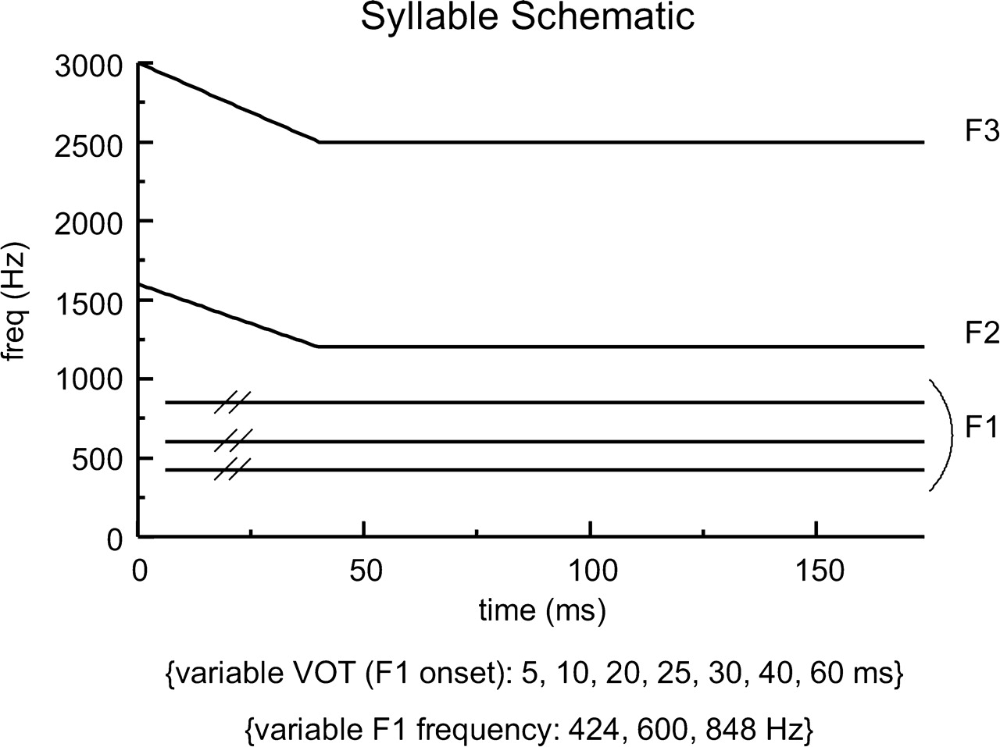 Syllable Schematic
3000
2500
2000
1500
1000
500
0
freq (Hz)
F3
F2
F1
0 50 100 150
time (ms)
{variable VOT (F1 onset): 5, 10, 20, 25, 30, 40, 60 ms}
{variable F1 frequency: 424, 600, 848 Hz}